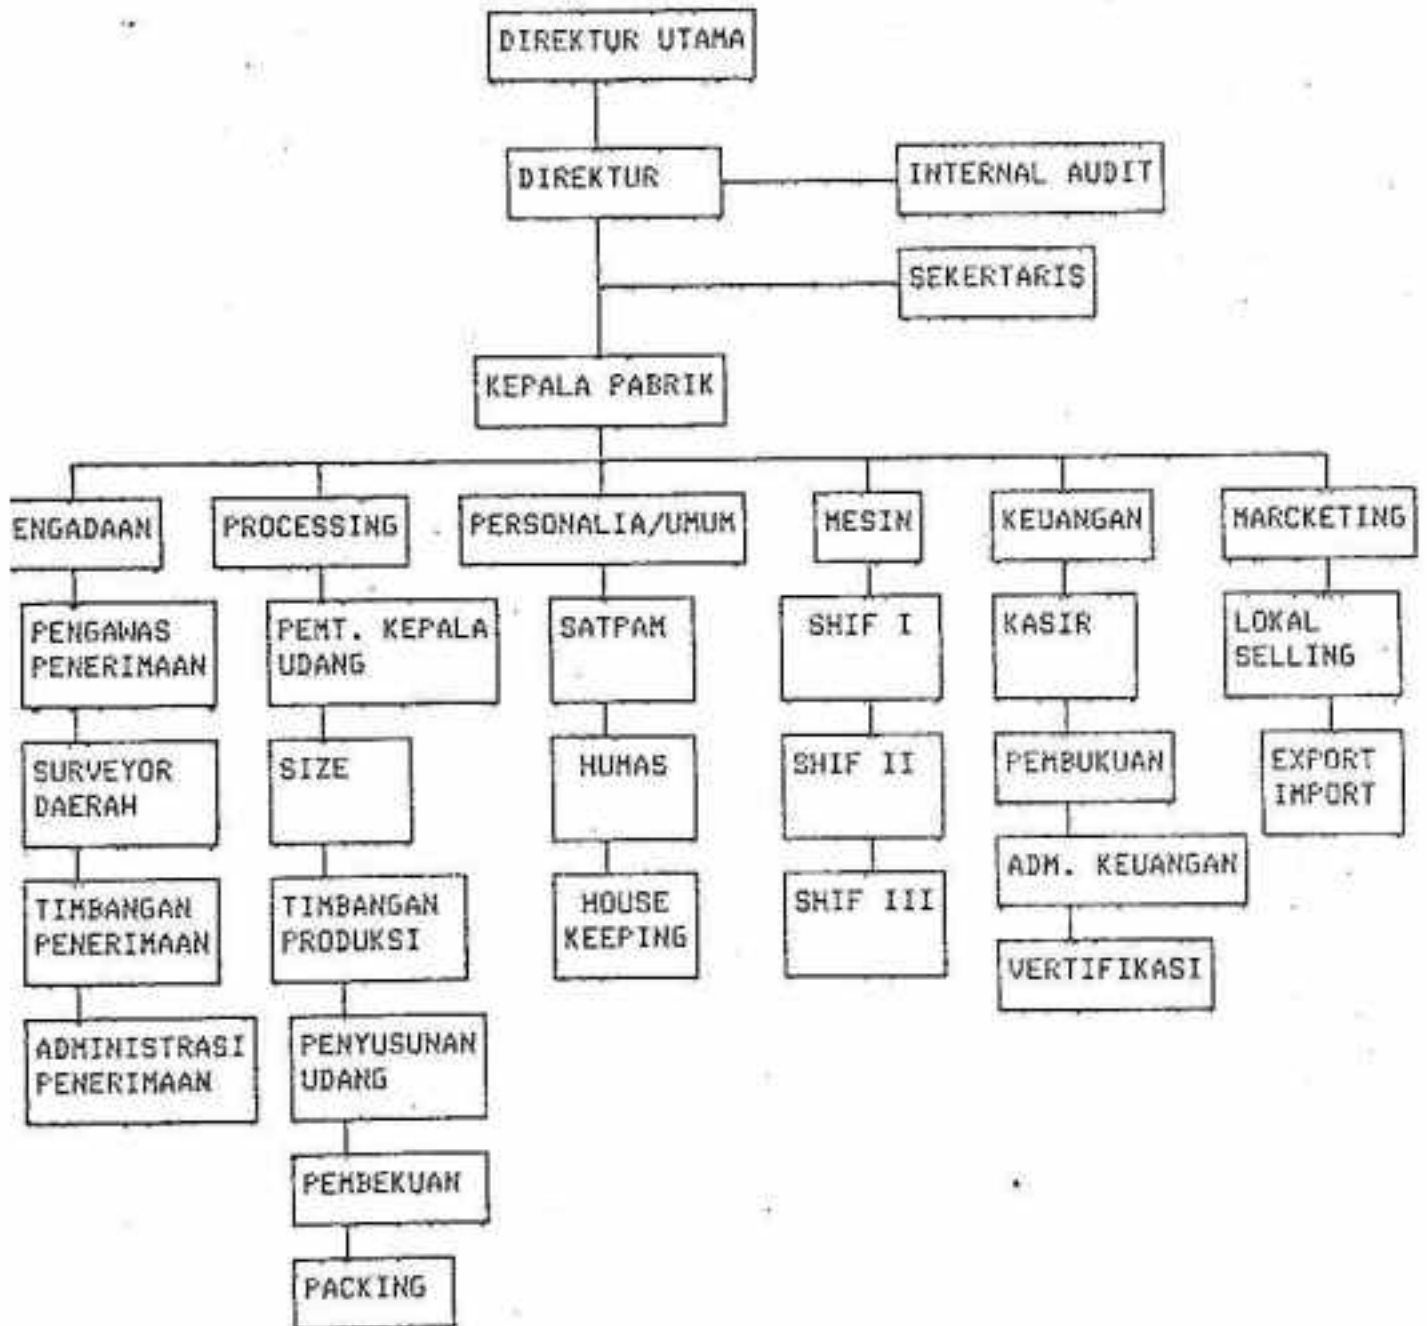 DIREKTUR UTAMA
DIREKTUR
INTERNAL AUDIT
SEKERTARIS
KEPALA PABRIK
ENGADAAN
PROCESSING
PERSONALIA/UMUM
MESIN
KEUANGAN
MARCKETING
PENGAWAS
PENERIMAAN
SURVEYOR
DAERAH
TIMBANGAN
PENERIMAAN
ADMINISTRASI
PENERIMAAN
PEMT. KEPALA
UDANG
SIZE
TIMBANGAN
PRODUKSI
PENYUSUNAN
UDANG
PEMBEKUAN
PACKING
SATPAM
HUMAS
HOUSE
KEEPING
SHIF I
SHIF II
SHIF III
KASIR
PEMBUKUAN
ADM. KEUANGAN
VERTIFIKASI
LOKAL
SELLING
EXPORT
IMPORT